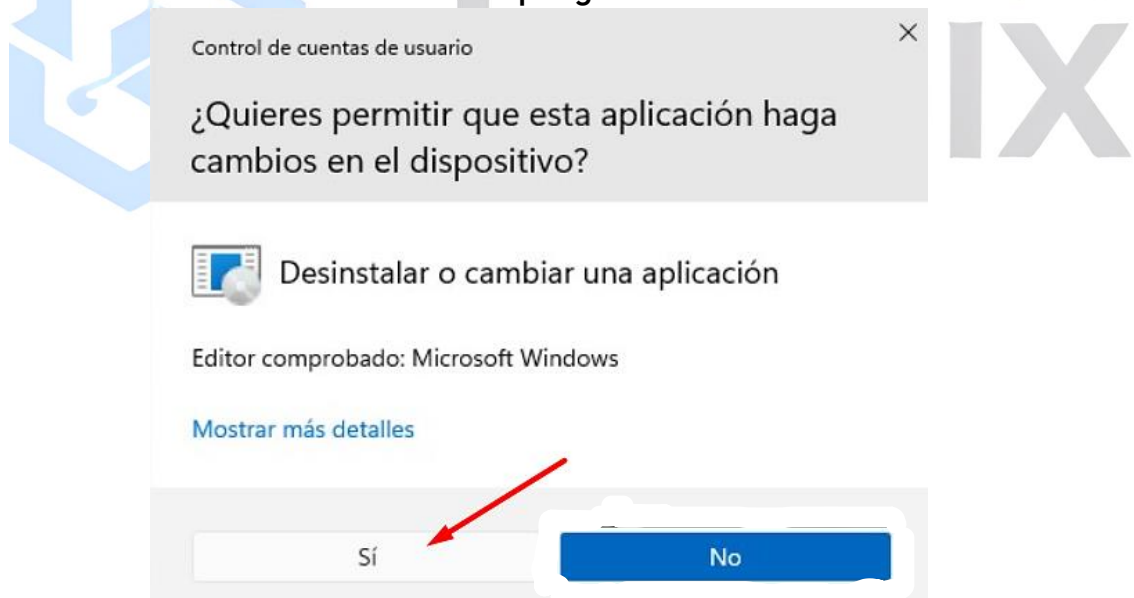 Control de cuentas de usuario
¿Quieres permitir que esta aplicación haga
cambios en el dispositivo?
Desinstalar o cambiar una aplicación
Editor comprobado: Microsoft Windows
Mostrar más detalles
Sí
No
IX